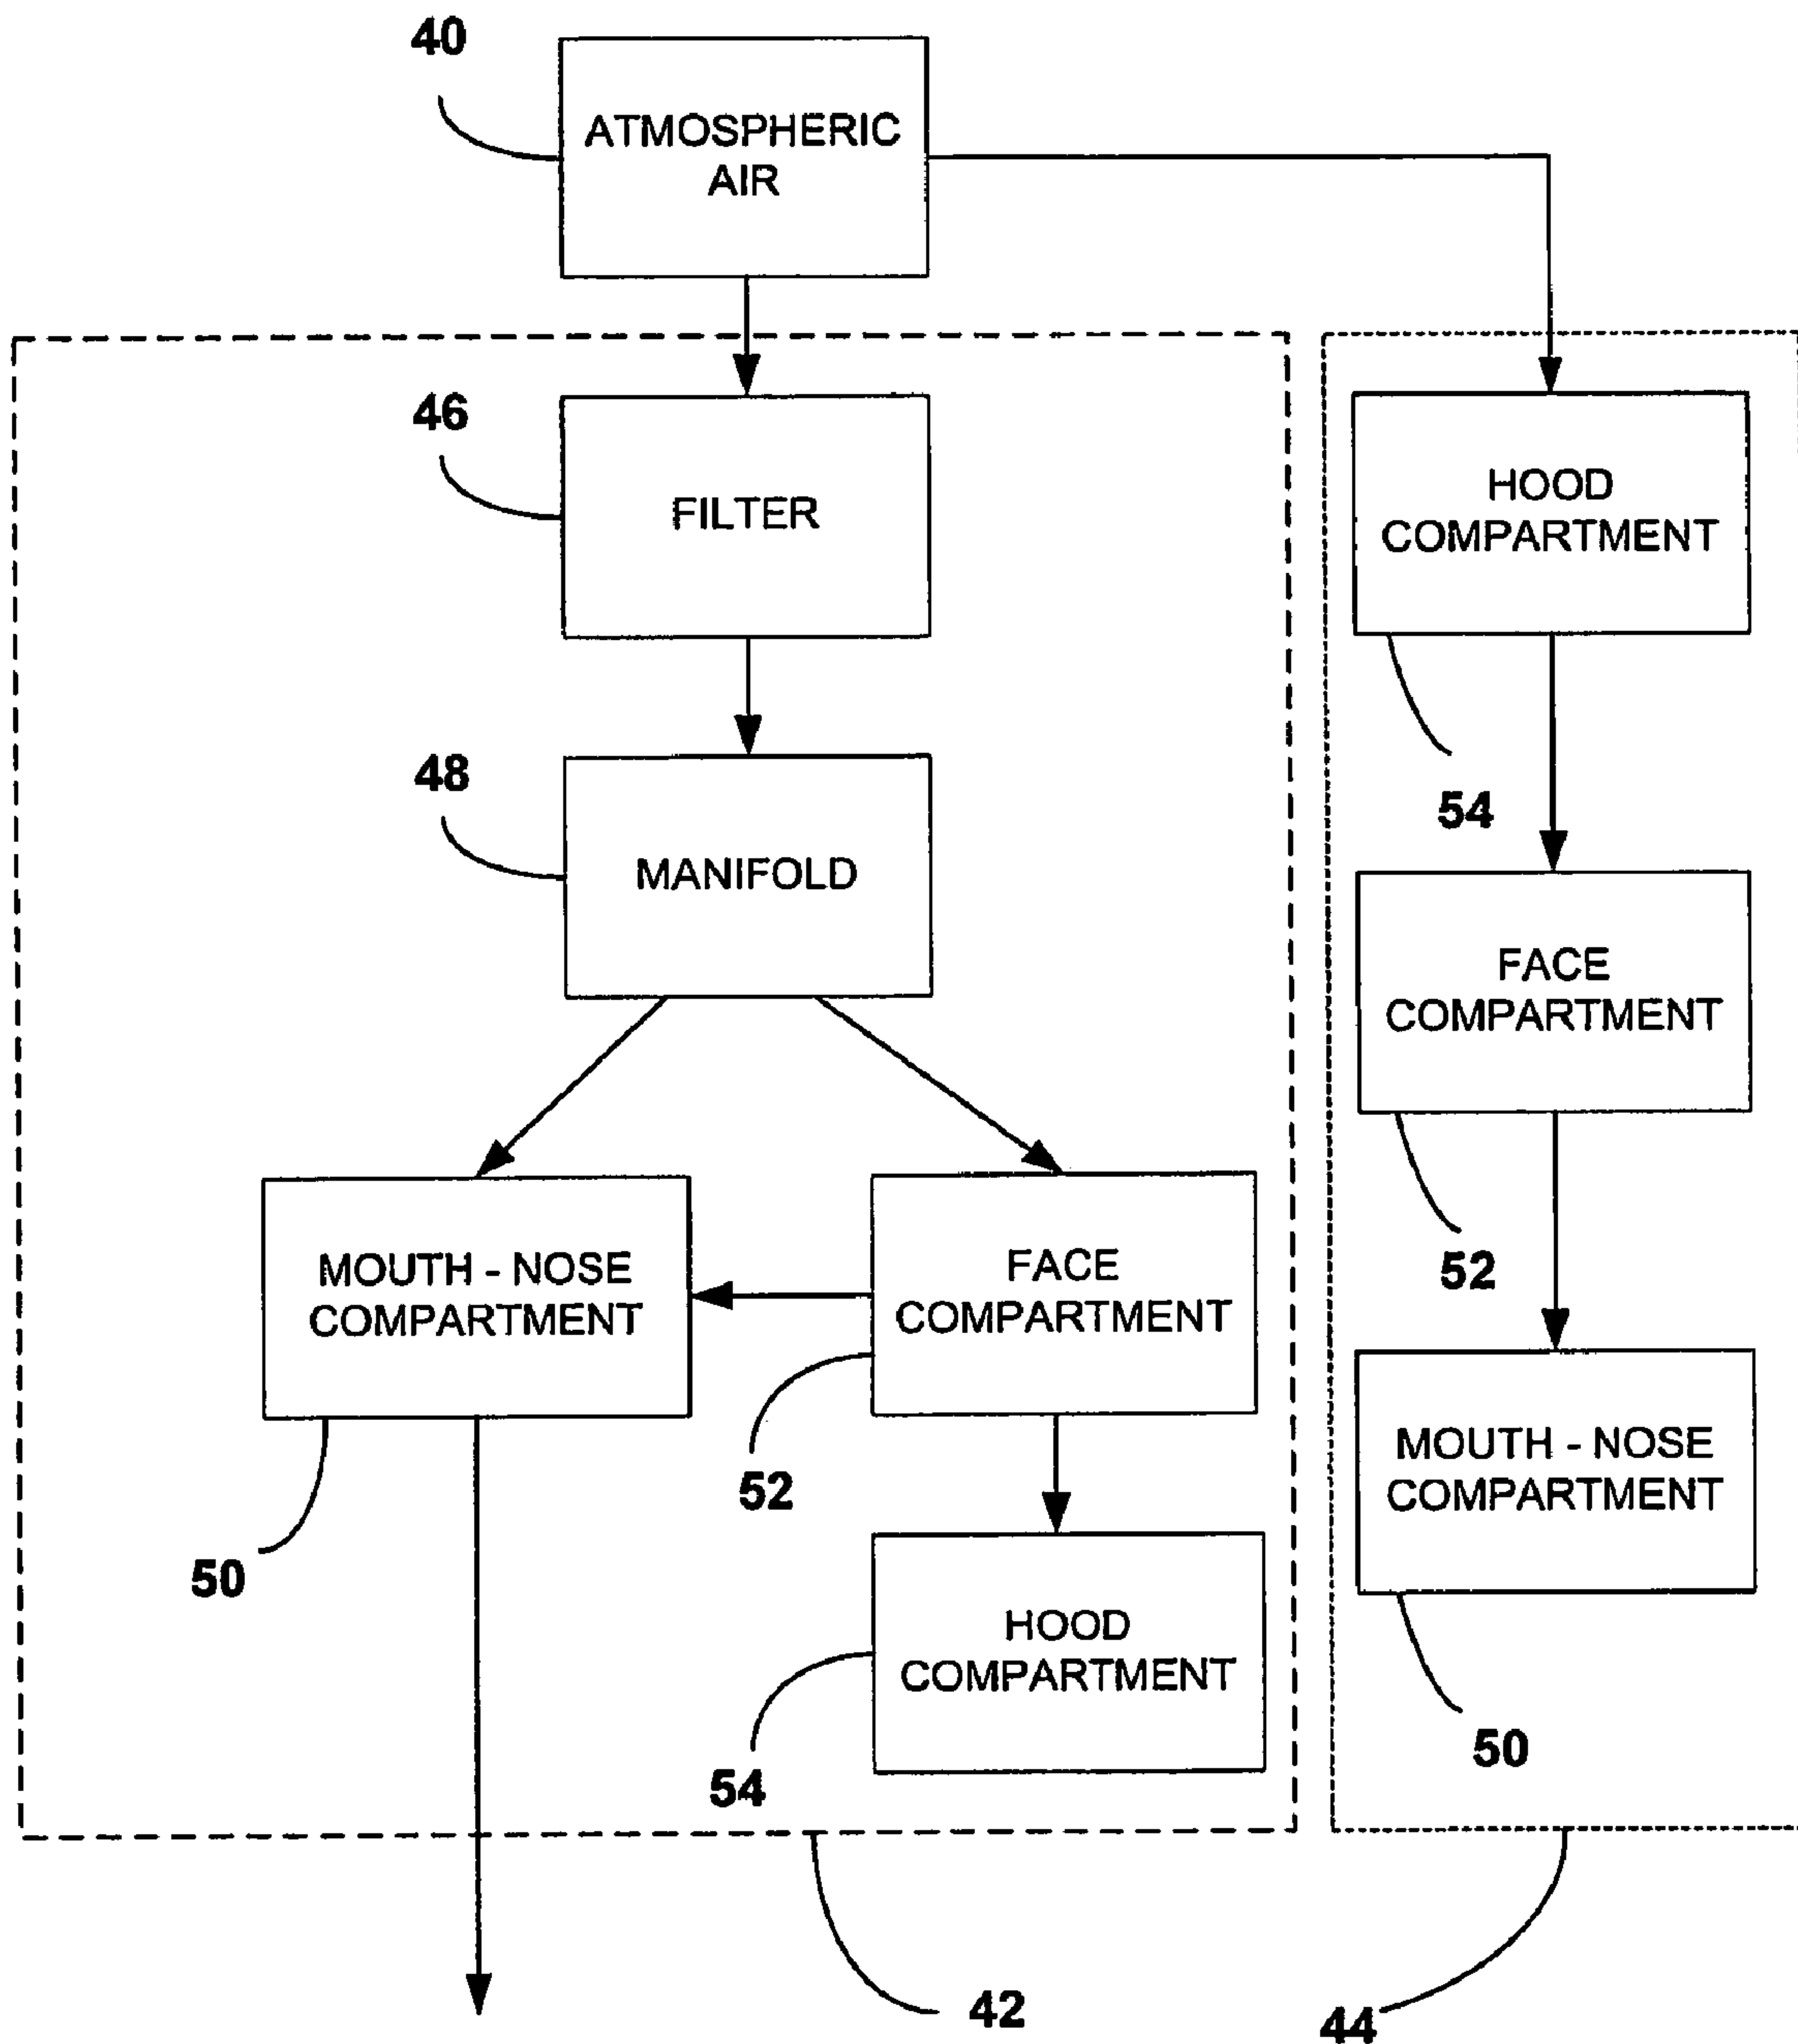 40
ATMOSPHERIC
AIR
46
FILTER
HOOD
COMPARTMENT
54
48
MANIFOLD
FACE
COMPARTMENT
52
MOUTH - NOSE
COMPARTMENT
50
FACE
COMPARTMENT
52
MOUTH - NOSE
COMPARTMENT
50
HOOD
COMPARTMENT
54
42
44